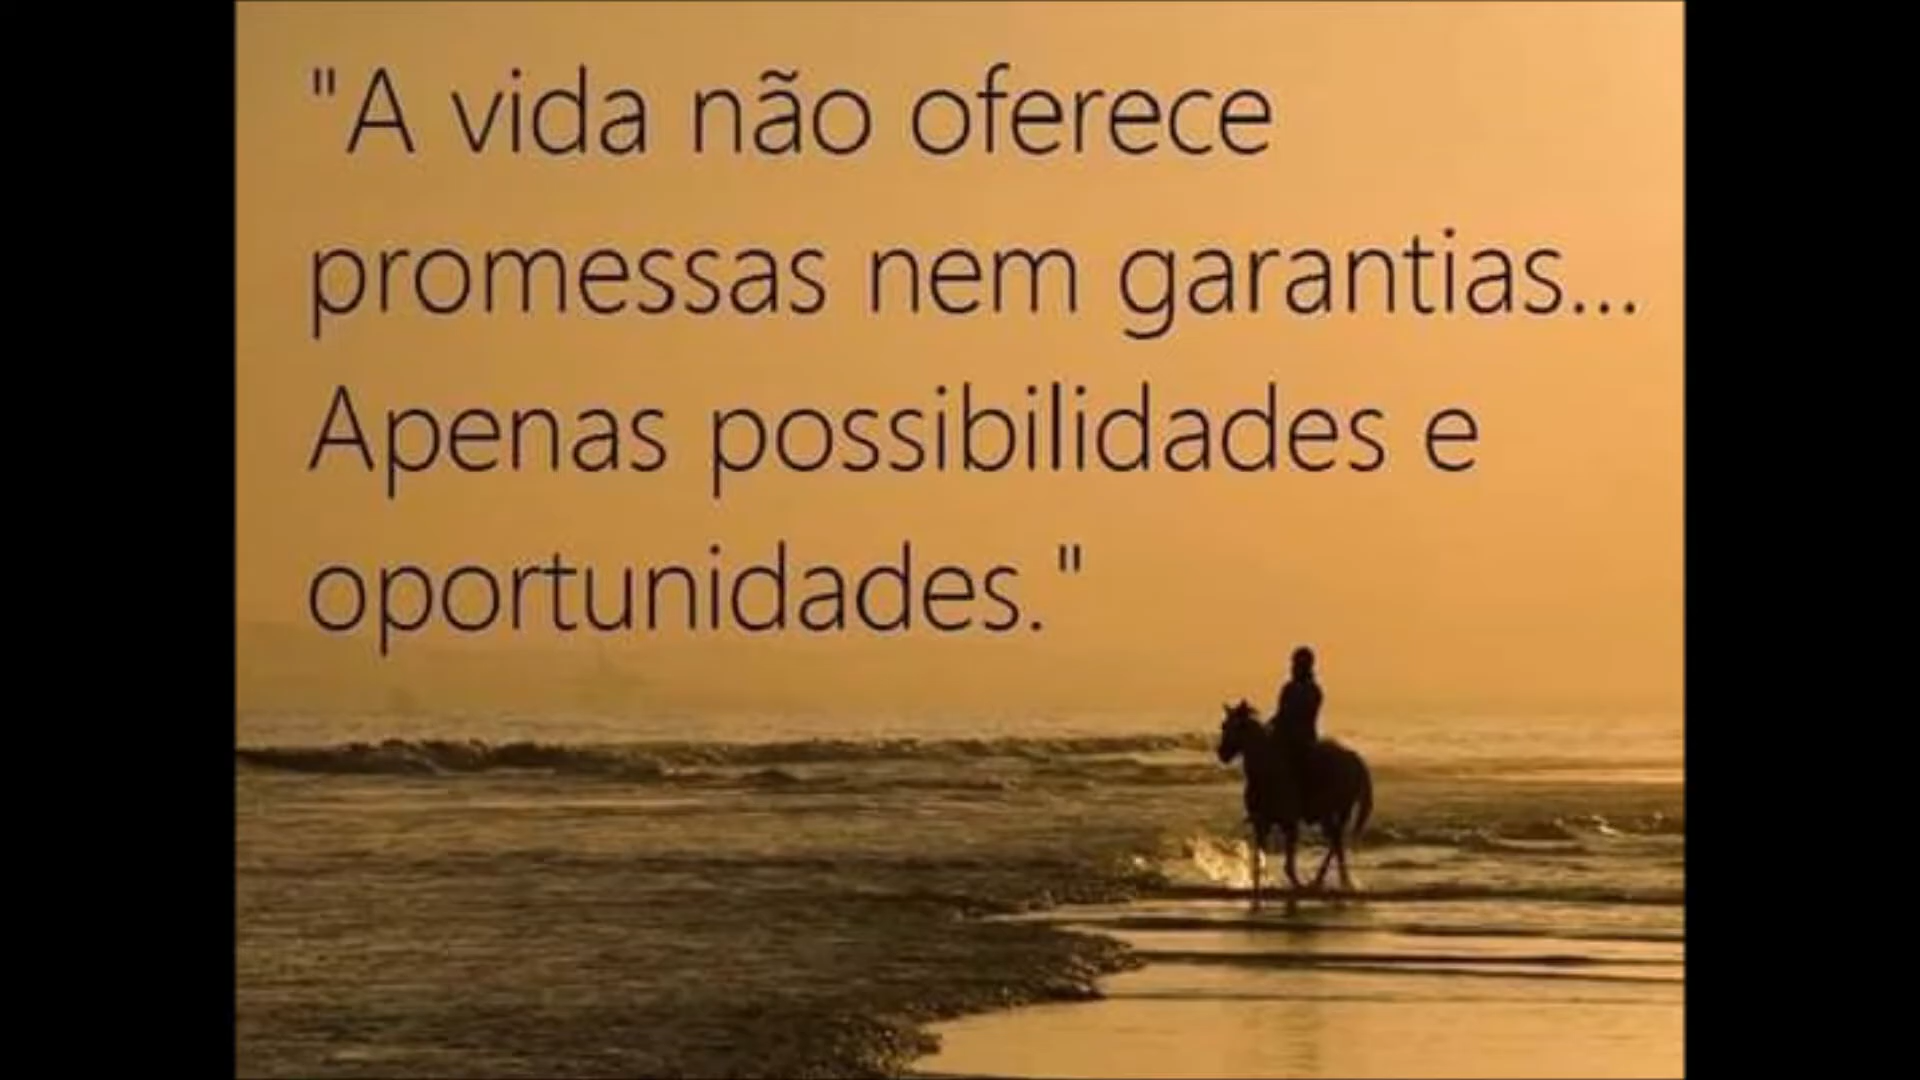 "A vida não oferece
promessas nem garantias...
Apenas possibilidades e
oportunidades."